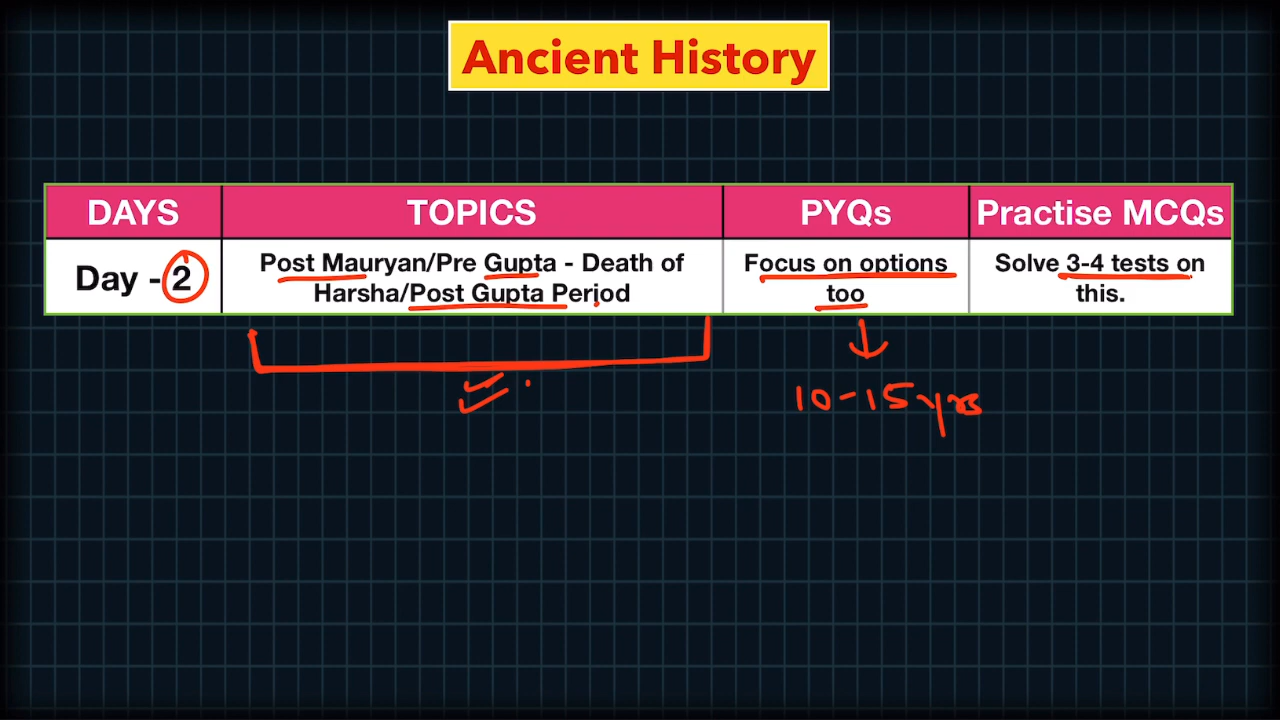 Ancient History
DAYS
TOPICS
PYQs
Practise MCQs
Day - 2
Post Mauryan/Pre Gupta - Death of
Harsha/Post Gupta Period
Focus on options
too
Solve 3-4 tests on
this.
10-15 yrs